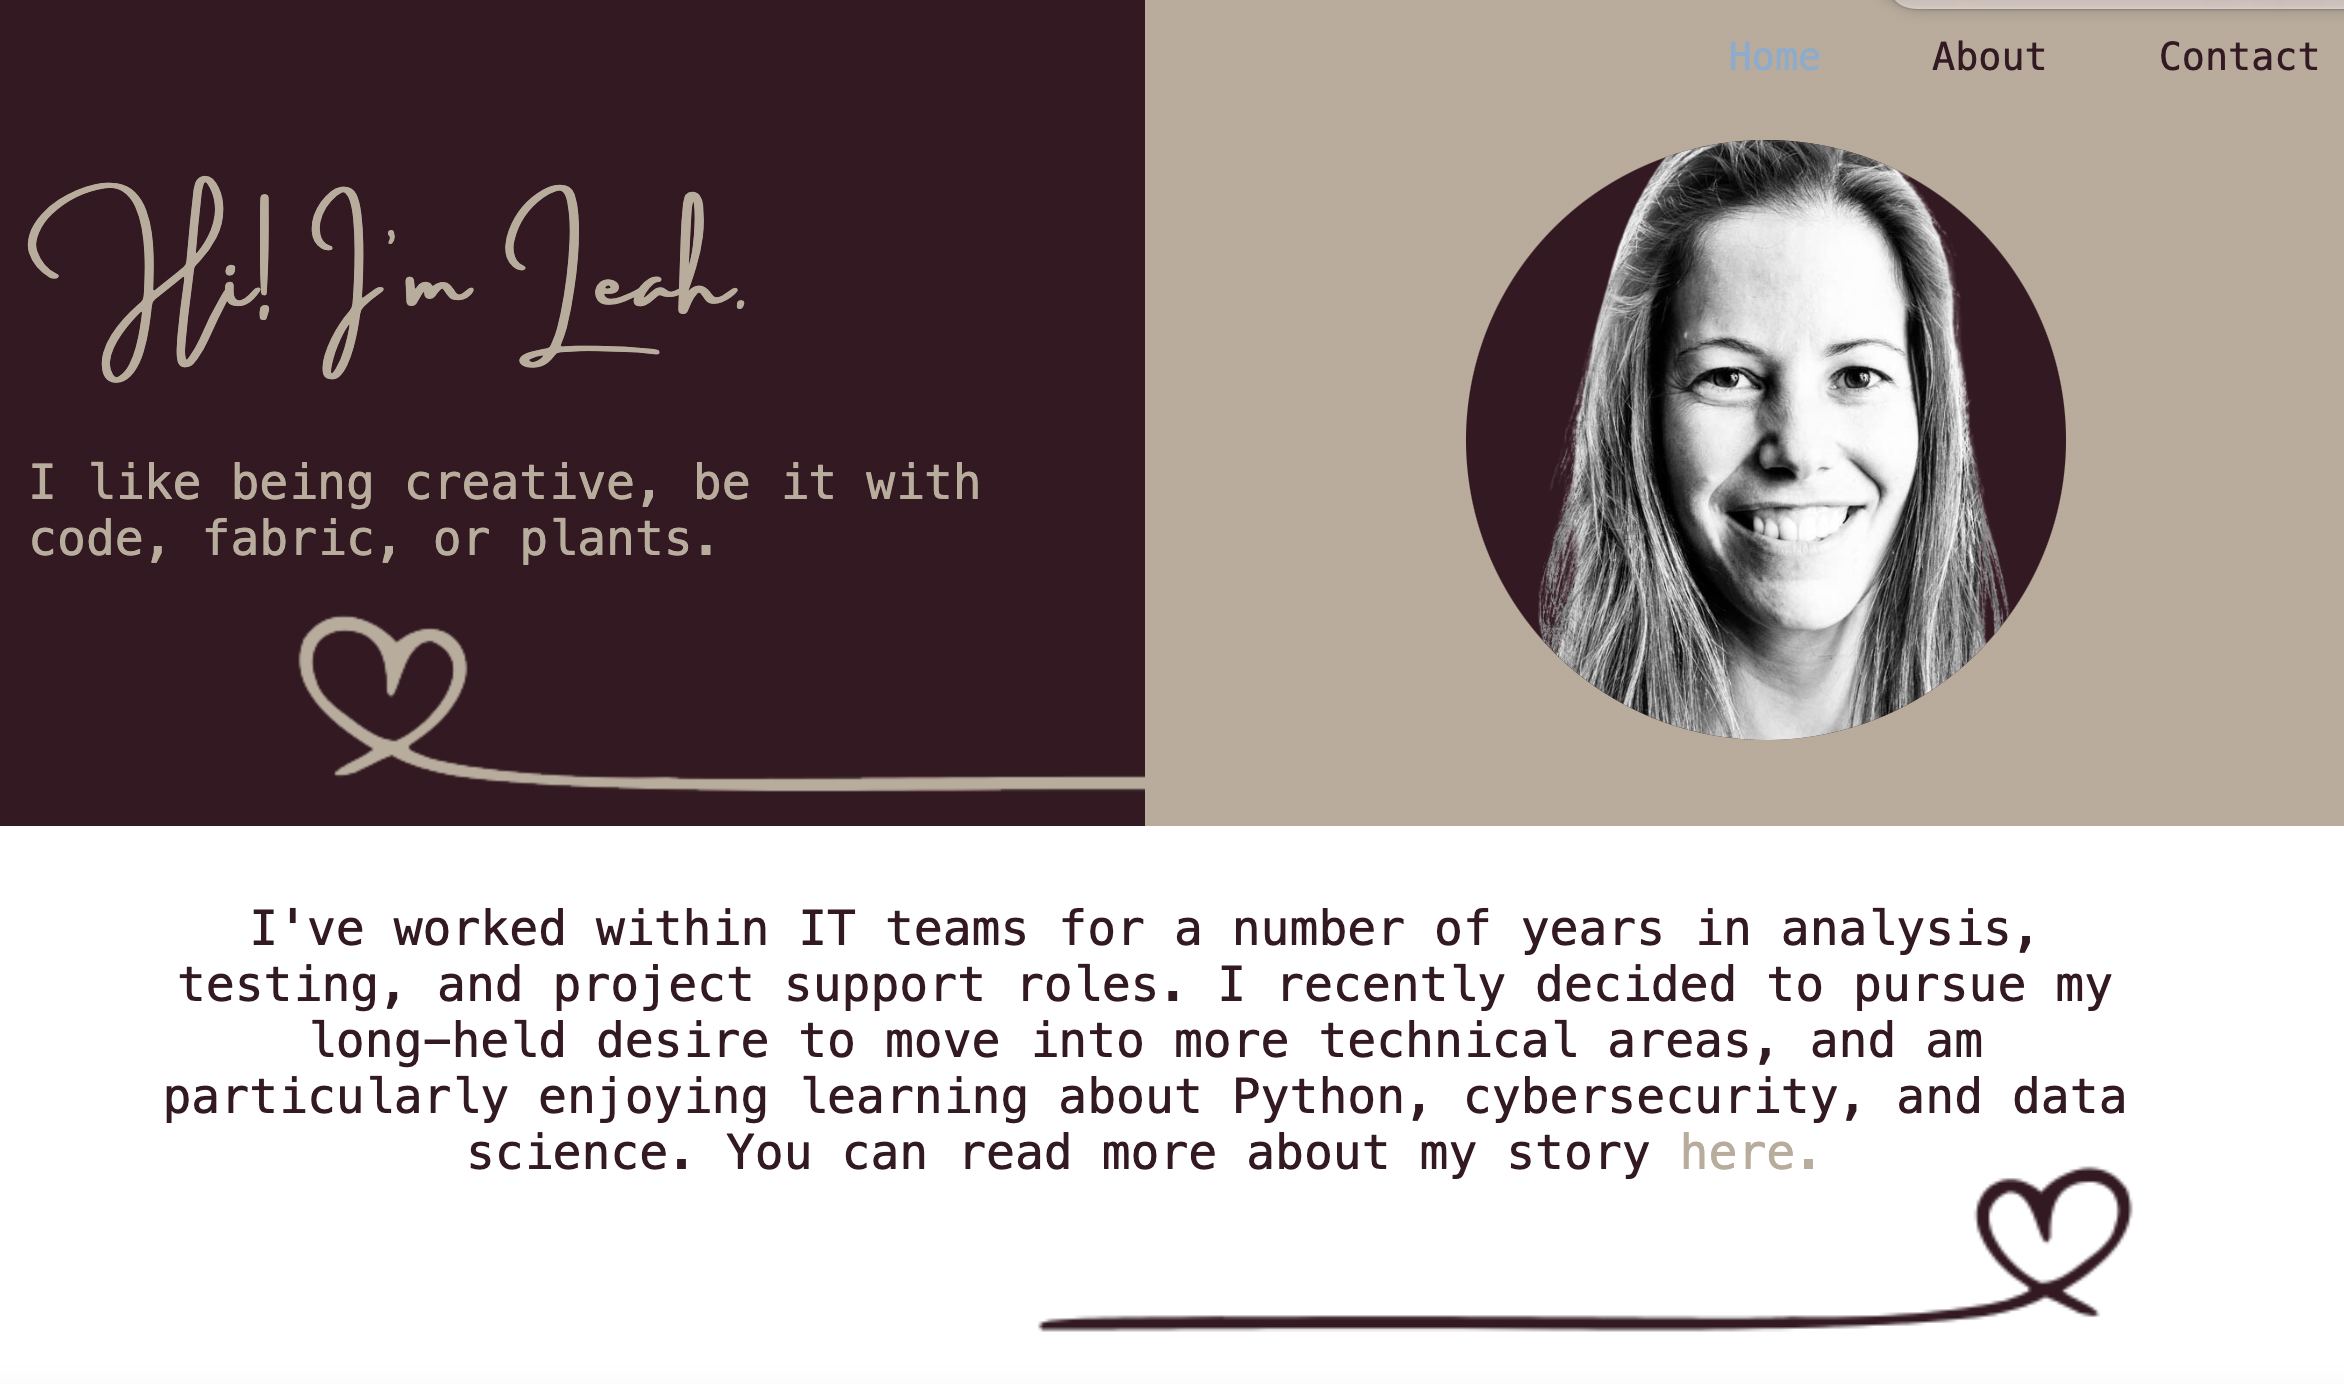 Home About Contact
Hi! I'm Leah.
I like being creative, be it with
code, fabric, or plants.
I've worked within IT teams for a number of years in analysis,
testing, and project support roles. I recently decided to pursue my
long-held desire to move into more technical areas, and am
particularly enjoying learning about Python, cybersecurity, and data
science. You can read more about my story here.